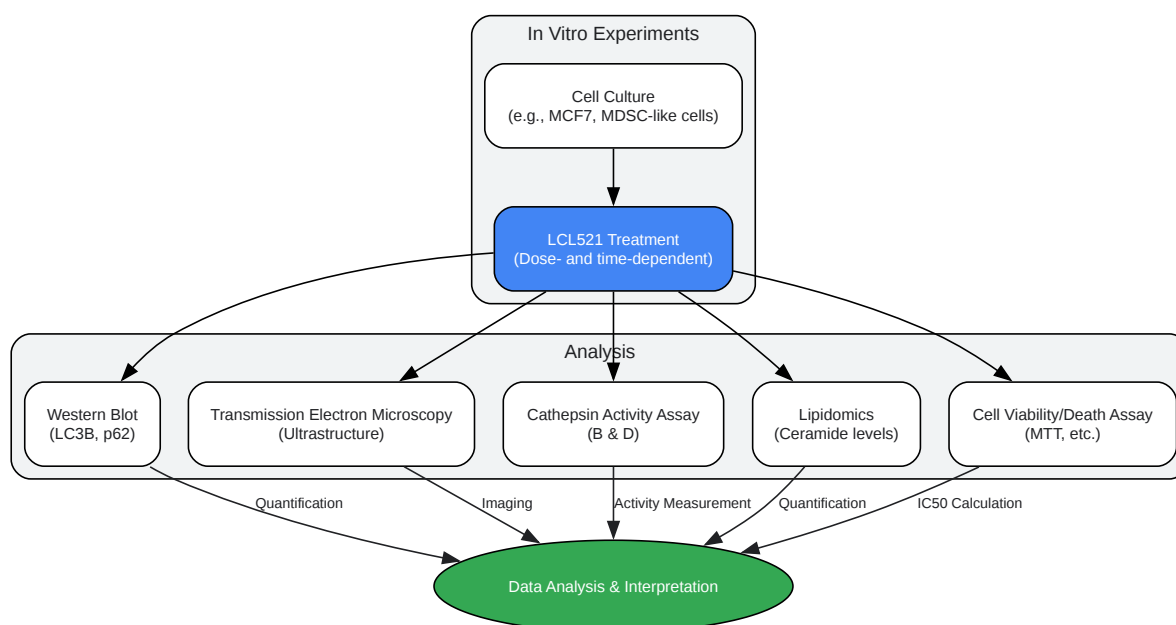 In Vitro Experiments
Cell Culture
(e.g., MCF7, MDSC-like cells)
LCL521 Treatment
(Dose- and time-dependent)
Analysis
Western Blot
(LC3B, p62)
Transmission Electron Microscopy
(Ultrastructure)
Cathepsin Activity Assay
(B & D)
Lipidomics
(Ceramide levels)
Cell Viability/Death Assay
(MTT, etc.)
Quantification
Imaging
Activity Measurement
Quantification
IC50 Calculation
Data Analysis & Interpretation